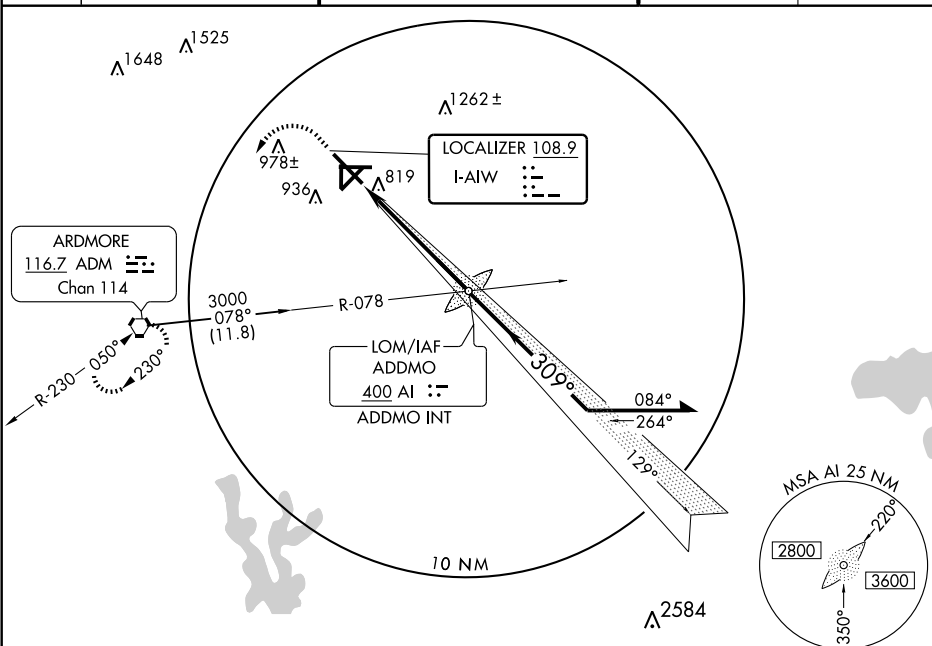 1525
1648
1262 ±
LOCALIZER 108.9
I-AIW
978±
936
819
ARDMORE
116.7 ADM
Chan 114
3000
078°
(11.8)
R-078
R-230
050°
230°
LOM/IAF
ADDMO
400 AI
ADDMO INT
309°
084°
264°
129°
10 NM
MSA AI 25 NM
220°
2800
3600
350°
2584